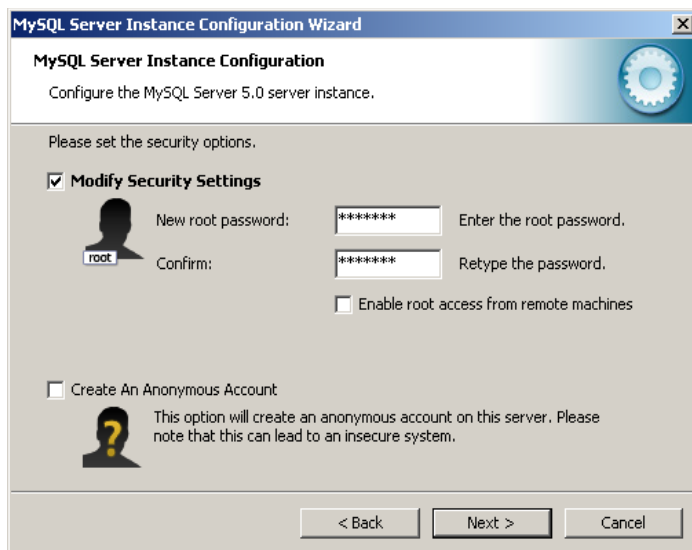 MySQL Server Instance Configuration Wizard
MySQL Server Instance Configuration
Configure the MySQL Server 5.0 server instance.
Please set the security options.
Modify Security Settings
root
New root password: ******* Enter the root password.
Confirm: ******* Retype the password.
Enable root access from remote machines
Create An Anonymous Account
This option will create an anonymous account on this server. Please
note that this can lead to an insecure system.
< Back Next > Cancel